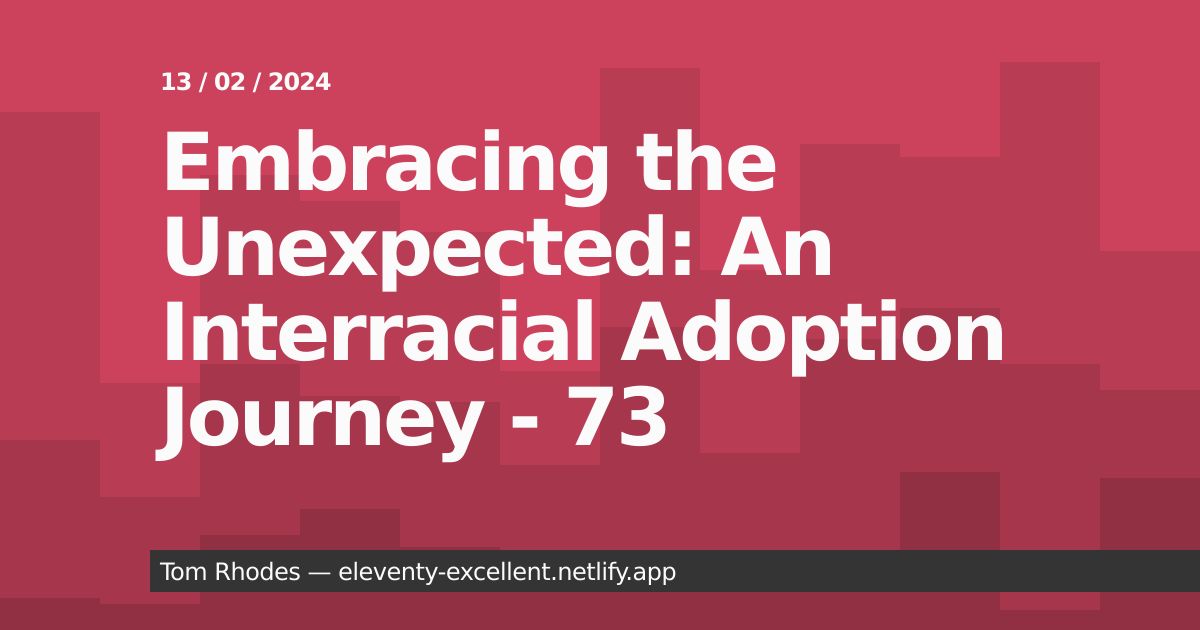 13 / 02 / 2024
Embracing the
Unexpected: An
Interracial Adoption
Journey - 73
Tom Rhodes — eleventy-excellent.netlify.app